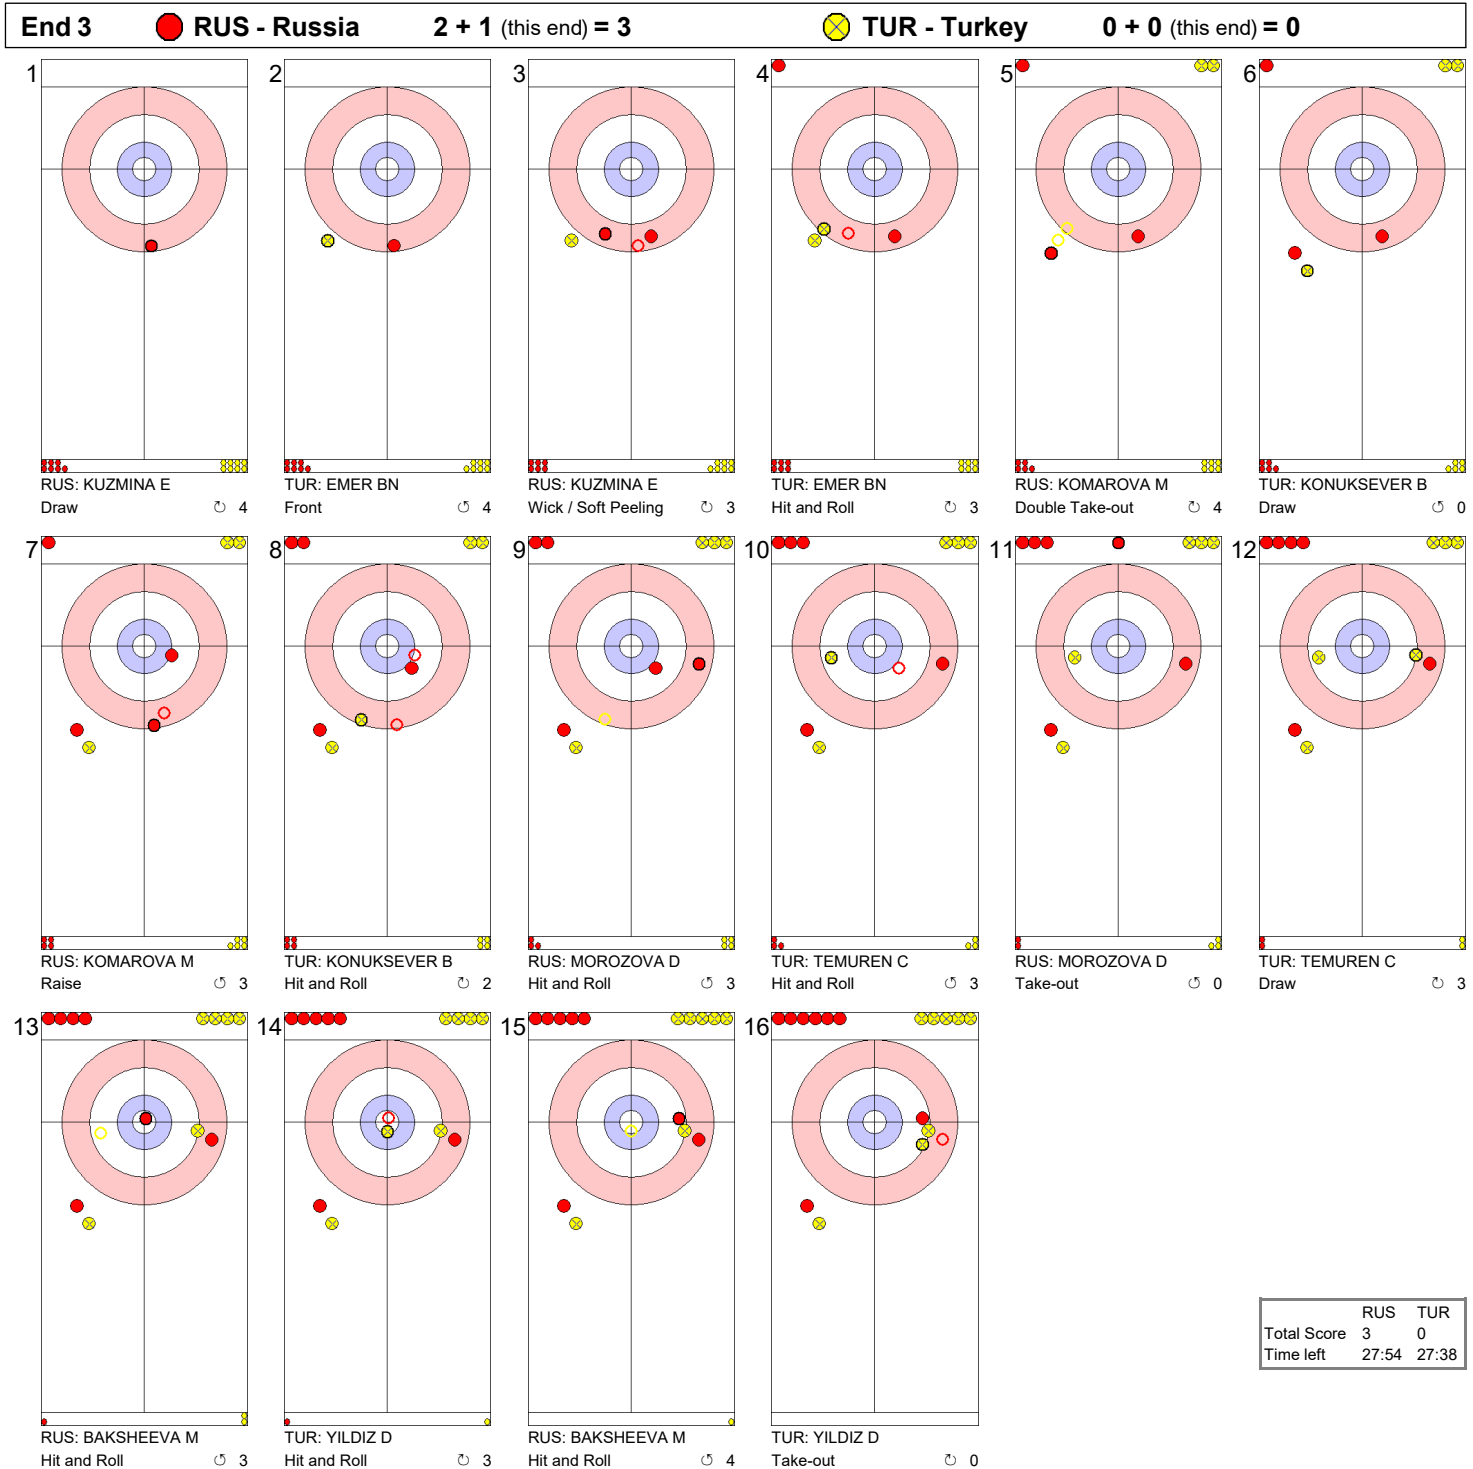 End 3 RUS - Russia 2 + 1 (this end) = 3 TUR - Turkey 0 + 0 (this end) = 0
1 2 3 4 5 6
RUS: KUZMINA E TUR: EMER BN RUS: KUZMINA E TUR: EMER BN RUS: KOMAROVA M TUR: KONUKSEVER B
Draw ↻ 4 Front ↺ 4 Wick / Soft Peeling ↻ 3 Hit and Roll ↻ 3 Double Take-out ↻ 4 Draw ↺ 0
7 8 9 10 11 12
RUS: KOMAROVA M TUR: KONUKSEVER B RUS: MOROZOVA D TUR: TEMUREN C RUS: MOROZOVA D TUR: TEMUREN C
Raise ↺ 3 Hit and Roll ↻ 2 Hit and Roll ↺ 3 Hit and Roll ↺ 3 Take-out ↺ 0 Draw ↻ 3
13 14 15 16
RUS TUR
Total Score 3 0
Time left 27:54 27:38
RUS: BAKSHEEVA M TUR: YILDIZ D RUS: BAKSHEEVA M TUR: YILDIZ D
Hit and Roll ↺ 3 Hit and Roll ↻ 3 Hit and Roll ↺ 4 Take-out ↻ 0